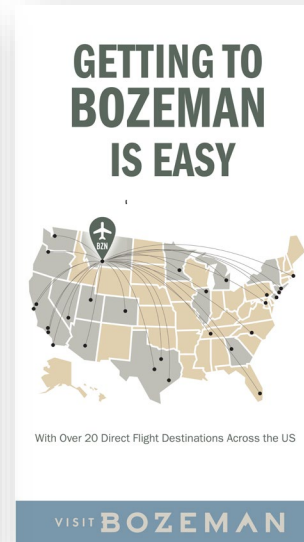 GETTING TO
BOZEMAN
IS EASY
BZN
With Over 20 Direct Flight Destinations Across the US
VISIT BOZEMAN